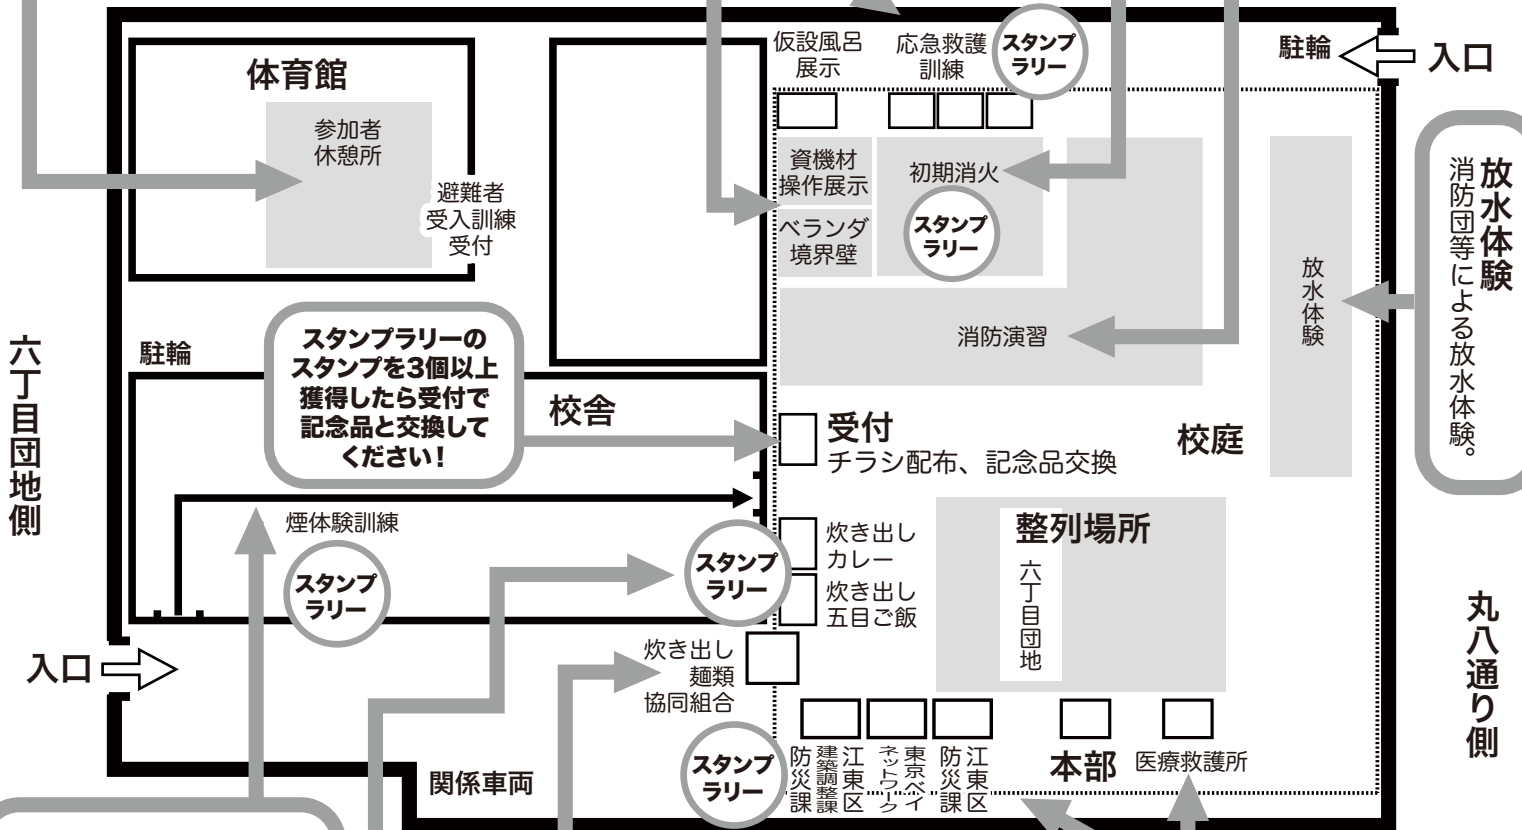 仮設風呂
展示
応急救護
訓練
スタンプ
ラリー
駐輪
入口
体育館
参加者
休憩所
避難者
受入訓練
受付
資機材
操作展示
ベランダ
境界壁
初期消火
スタンプ
ラリー
消防演習
放水体験
放水体験
消防団等による放水体験。
六丁目団地側
駐輪
スタンプラリーの
スタンプを3個以上
獲得したら受付で
記念品と交換して
ください!
校舎
受付
チラシ配布、記念品交換
校庭
煙体験訓練
スタンプ
ラリー
スタンプ
ラリー
炊き出し
カレー
炊き出し
五目ご飯
整列場所
六丁目団地
丸八通り側
入口
炊き出し
麺類
協同組合
スタンプ
ラリー
江東区
建築調整課
防災課
東京ベイ
ネットワーク
江東区
防災課
本部
医療救護所
関係車両